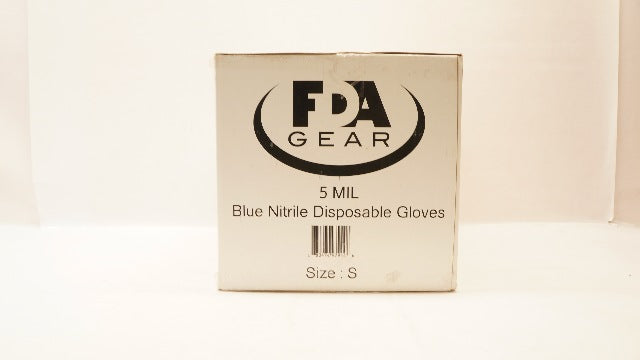 FDA
GEAR
5 MIL
Blue Nitrile Disposable Gloves
Size : S